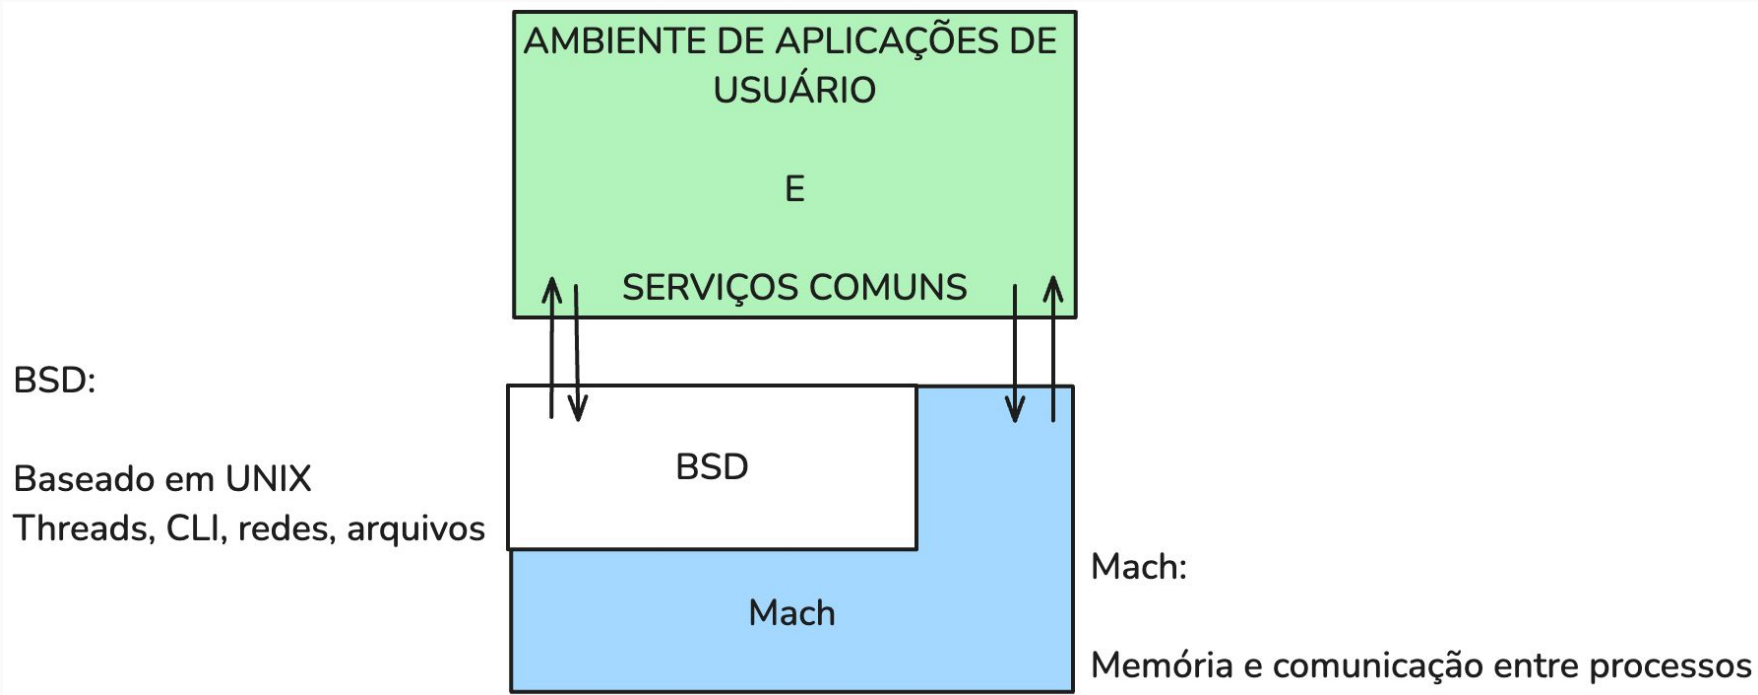 AMBIENTE DE APLICAÇÕES DE
USUÁRIO
E
SERVIÇOS COMUNS
BSD:
Baseado em UNIX
Threads, CLI, redes, arquivos
BSD
Mach
Mach:
Memória e comunicação entre processos